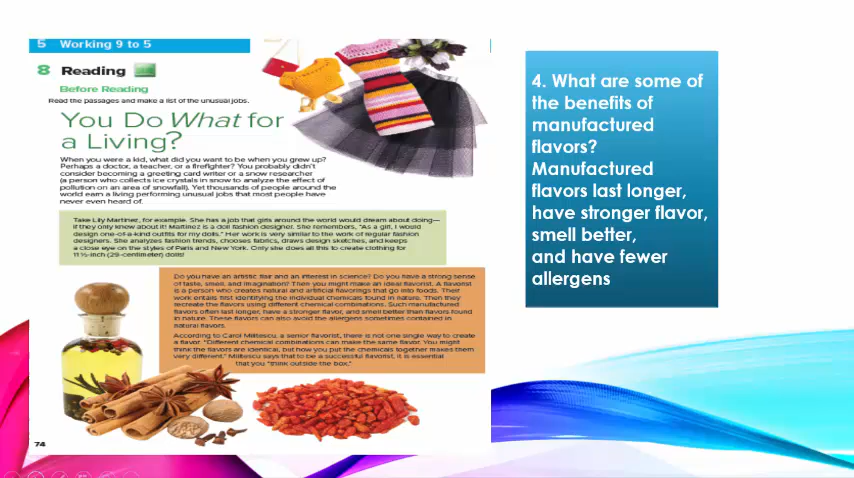 5 Working 9 to 5
8 Reading
Before Reading
Read the passages and make a list of the unusual jobs.
You Do What for
a Living?
When you were a kid, what did you want to be when you grew up?
Perhaps a doctor, a teacher, or a firefighter? You probably didn't
consider becoming a greeting card writer or a snow researcher
(a person who collects ice crystals in snow to analyze the effect of
pollution on an area of snowfall). Yet thousands of people around the
world earn a living performing unusual jobs that most people have
never even heard of.
Take Lily Martinez, for example. She has a job that girls around the world would dream about doing—
if they only knew about it! Martinez is a doll fashion designer. She remembers, "As a girl, I would
design one-of-a-kind outfits for my dolls." Her work is very similar to the work of regular fashion
designers. She analyzes fashion trends, chooses fabrics, draws design sketches, and keeps
a close eye on the styles of Paris and New York. Only she does all this to create clothing for
11½-inch (29-centimeter) dolls!
Do you have an artistic flair and an interest in science? Do you have a strong sense
of taste, smell, and imagination? Then you might make an ideal flavorist. A flavorist
is a person who creates natural and artificial flavorings that go into foods. Their
work entails first identifying the individual chemicals found in nature. Then they
recreate the flavors using different chemical combinations. Such manufactured
flavors often last longer, have a stronger flavor, and smell better than flavors found
in nature. These flavors can also avoid the allergens sometimes contained in
natural flavors.
According to Carol Militescu, a senior flavorist, there is not one single way to create
a flavor. "Different chemical combinations can make the same flavor. You might
think the flavors are identical, but how you put the chemicals together makes them
very different." Militescu says that to be a successful flavorist, it is essential
that you "think outside the box."
74
4. What are some of
the benefits of
manufactured
flavors?
Manufactured
flavors last longer,
have stronger flavor,
smell better,
and have fewer
allergens